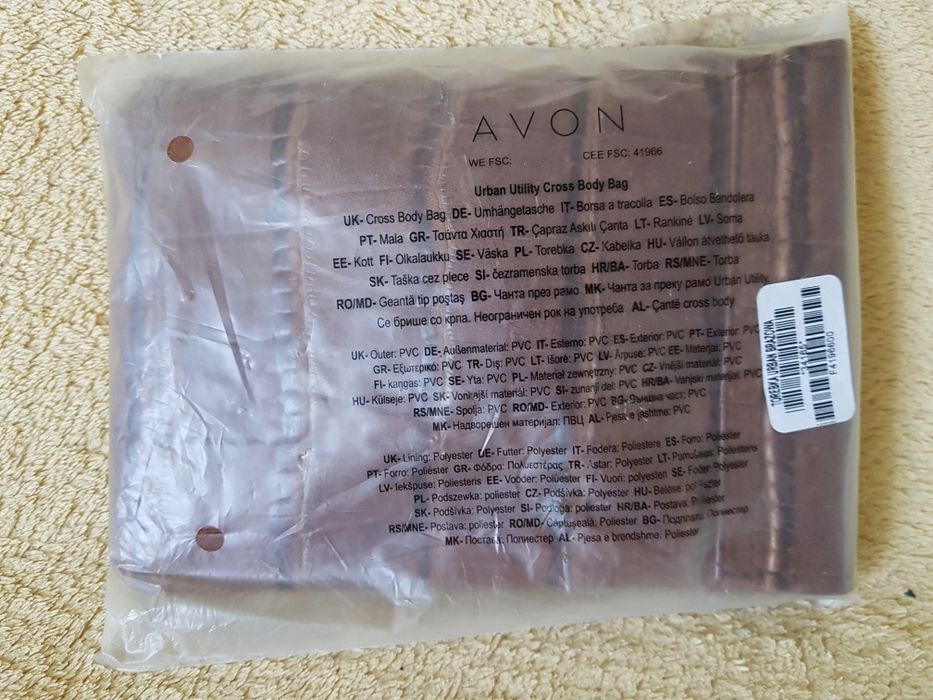 AVON
WE FSC: CEE FSC: 41966
Urban Utility Cross Body Bag
UK- Cross Body Bag DE- Umhängetasche IT- Borsa a tracolla ES- Bolso Bandolera
PT- Mala GR- Τσάντα Χιαστή TR- Çapraz Askılı Çanta LT- Rankinė LV- Soma
EE- Kott FI- Olkalaukku SE- Väska PL- Torebka CZ- Kabelka HU- Vállon átvethető táska
SK- Taška cez plece SI- čezramenska torba HR/BA- Torba RS/MNE- Torba
RO/MD- Geantă tip poştaş BG- Чанта през рамо MK- Чанта за преку рамо Urban Utility.
Се брише со крпа. Неограничен рок на употреба AL- Çantë cross body
UK- Outer: PVC DE- Außenmaterial: PVC IT- Esterno: PVC ES- Exterior: PVC PT- Exterior: PVC
GR- Εξωτερικό: PVC TR- Dış: PVC LT- Išorė: PVC LV- Ārpuse: PVC EE- Materjal: PVC
FI- kangas: PVC SE- Yta: PVC PL- Materiał zewnętrzny: PVC CZ- Vnější materiál: PVC
HU- Külseje: PVC SK- Vonkajší materiál: PVC SI- zunanji del: PVC HR/BA- Vanjski materijal: PVC
RS/MNE- Spolja: PVC RO/MD- Exterior: PVC BG- Външна част: PVC
MK- Надворешен материјал: ПВЦ AL- Pjesa e jashtme: PVC
UK- Lining: Polyester DE- Futter: Polyester IT- Fodera: Poliestere ES- Forro: Poliéster
PT- Forro: Poliéster GR- Φόδρα: Πολυεστέρας TR- Astar: Polyester LT- Pamušalas: Poliesteris
LV- Iekšpuse: Poliesteris EE- Vooder: Polüester FI- Vuori: polyesteri SE- Foder: Polyester
PL- Podszewka: poliester CZ- Podšívka: Polyester HU- Bélése: poliészter
SK- Podšívka: Polyester SI- Podloga: poliester HR/BA- Postava: Poliester
RS/MNE- Postava: poliester RO/MD- Căptuşeală: Poliester BG- Подплата: Полиестер
MK- Постава: Полиестер AL- Pjesa e brendshme: Poliester
TOREBKA URBAN BRAZOWA
*34168*
F4196600